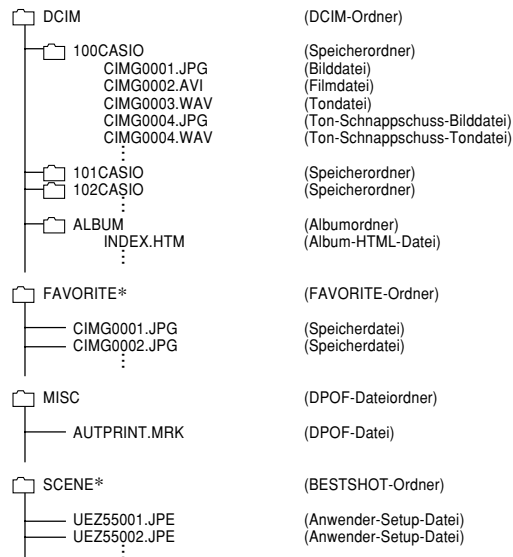 DCIM (DCIM-Ordner)
100CASIO (Speicherordner)
CIMG0001.JPG (Bilddatei)
CIMG0002.AVI (Filmdatei)
CIMG0003.WAV (Tondatei)
CIMG0004.JPG (Ton-Schnappschuss-Bilddatei)
CIMG0004.WAV (Ton-Schnappschuss-Tondatei)
101CASIO (Speicherordner)
102CASIO (Speicherordner)
ALBUM (Albumordner)
INDEX.HTM (Album-HTML-Datei)
FAVORITE* (FAVORITE-Ordner)
CIMG0001.JPG (Speicherdatei)
CIMG0002.JPG (Speicherdatei)
MISC (DPOF-Dateiordner)
AUTPRINT.MRK (DPOF-Datei)
SCENE* (BESTSHOT-Ordner)
UEZ55001.JPE (Anwender-Setup-Datei)
UEZ55002.JPE (Anwender-Setup-Datei)